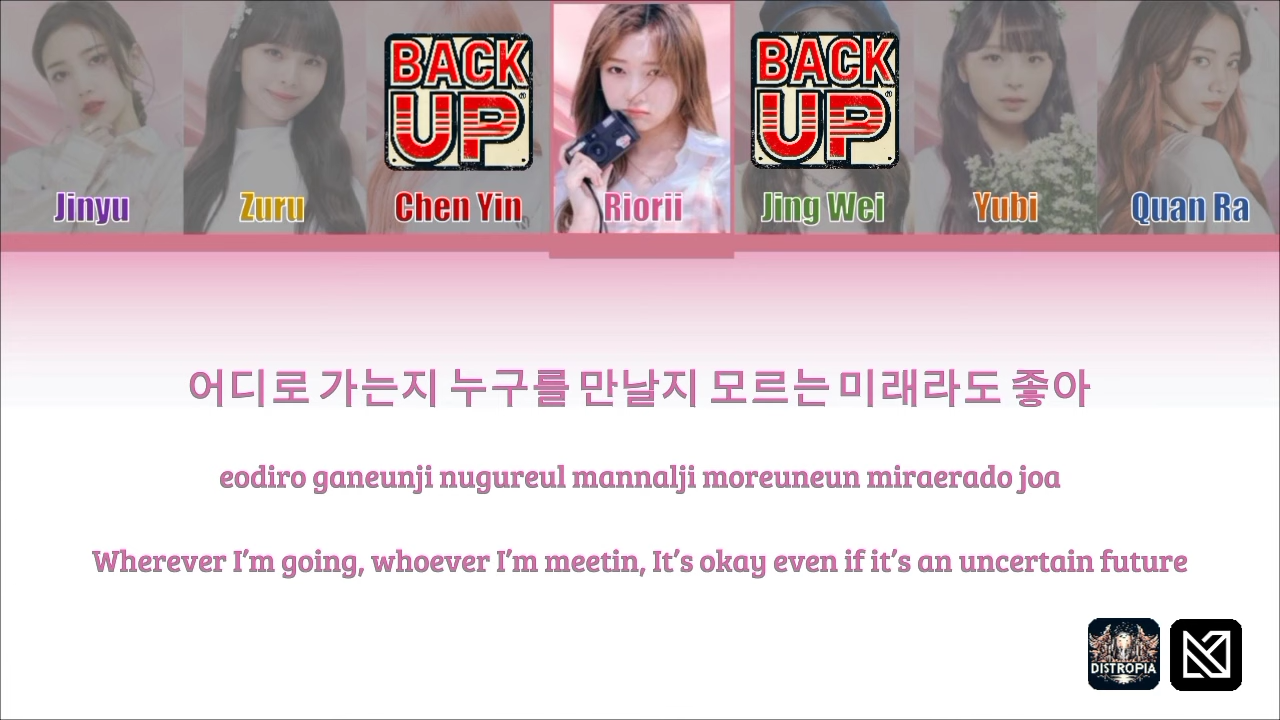 BACK
UP
BACK
UP
Jinyu
Zuru
Chen Yin
Riorii
Jing Wei
Yubi
Quan Ra
어디로 가는지 누구를 만날지 모르는 미래라도 좋아
eodiro ganeunji nugureul mannalji moreuneun miraerado joa
Wherever I'm going, whoever I'm meetin, It's okay even if it's an uncertain future
DISTROPIA